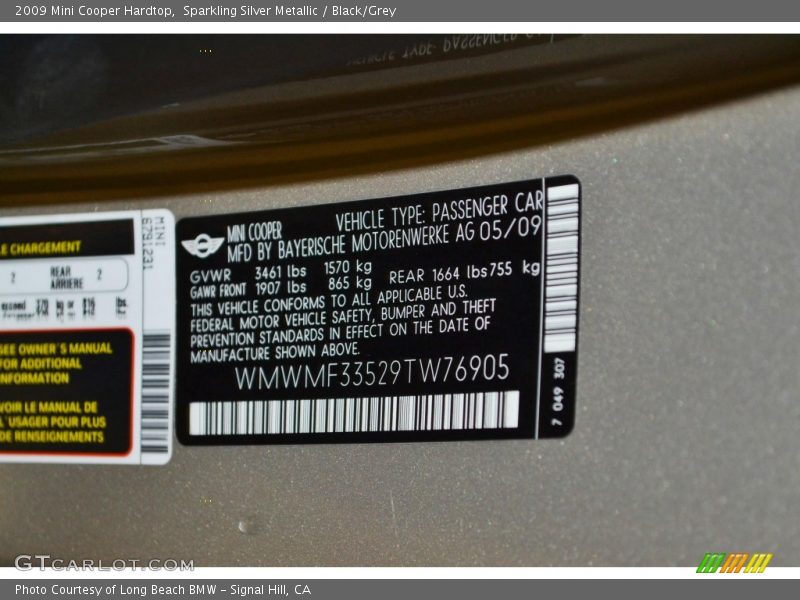 2009 Mini Cooper Hardtop,  Sparkling Silver Metallic / Black/Grey
E CHARGEMENT
2 REAR ARRIERE 2
lbs.
SEE OWNER'S MANUAL
FOR ADDITIONAL
INFORMATION
VOIR LE MANUAL DE
L'USAGER POUR PLUS
DE RENSEIGNEMENTS
MINI
6791231
MINI COOPER VEHICLE TYPE: PASSENGER CAR
MFD BY BAYERISCHE MOTORENWERKE AG 05/09
GVWR 3461 lbs 1570 kg
GAWR FRONT 1907 lbs 865 kg REAR 1664 lbs 755 kg
THIS VEHICLE CONFORMS TO ALL APPLICABLE U.S.
FEDERAL MOTOR VEHICLE SAFETY, BUMPER AND THEFT
PREVENTION STANDARDS IN EFFECT ON THE DATE OF
MANUFACTURE SHOWN ABOVE.
WMWMF33529TW76905
7 049 307
GTCARLOT.COM
Photo Courtesy of Long Beach BMW - Signal Hill, CA